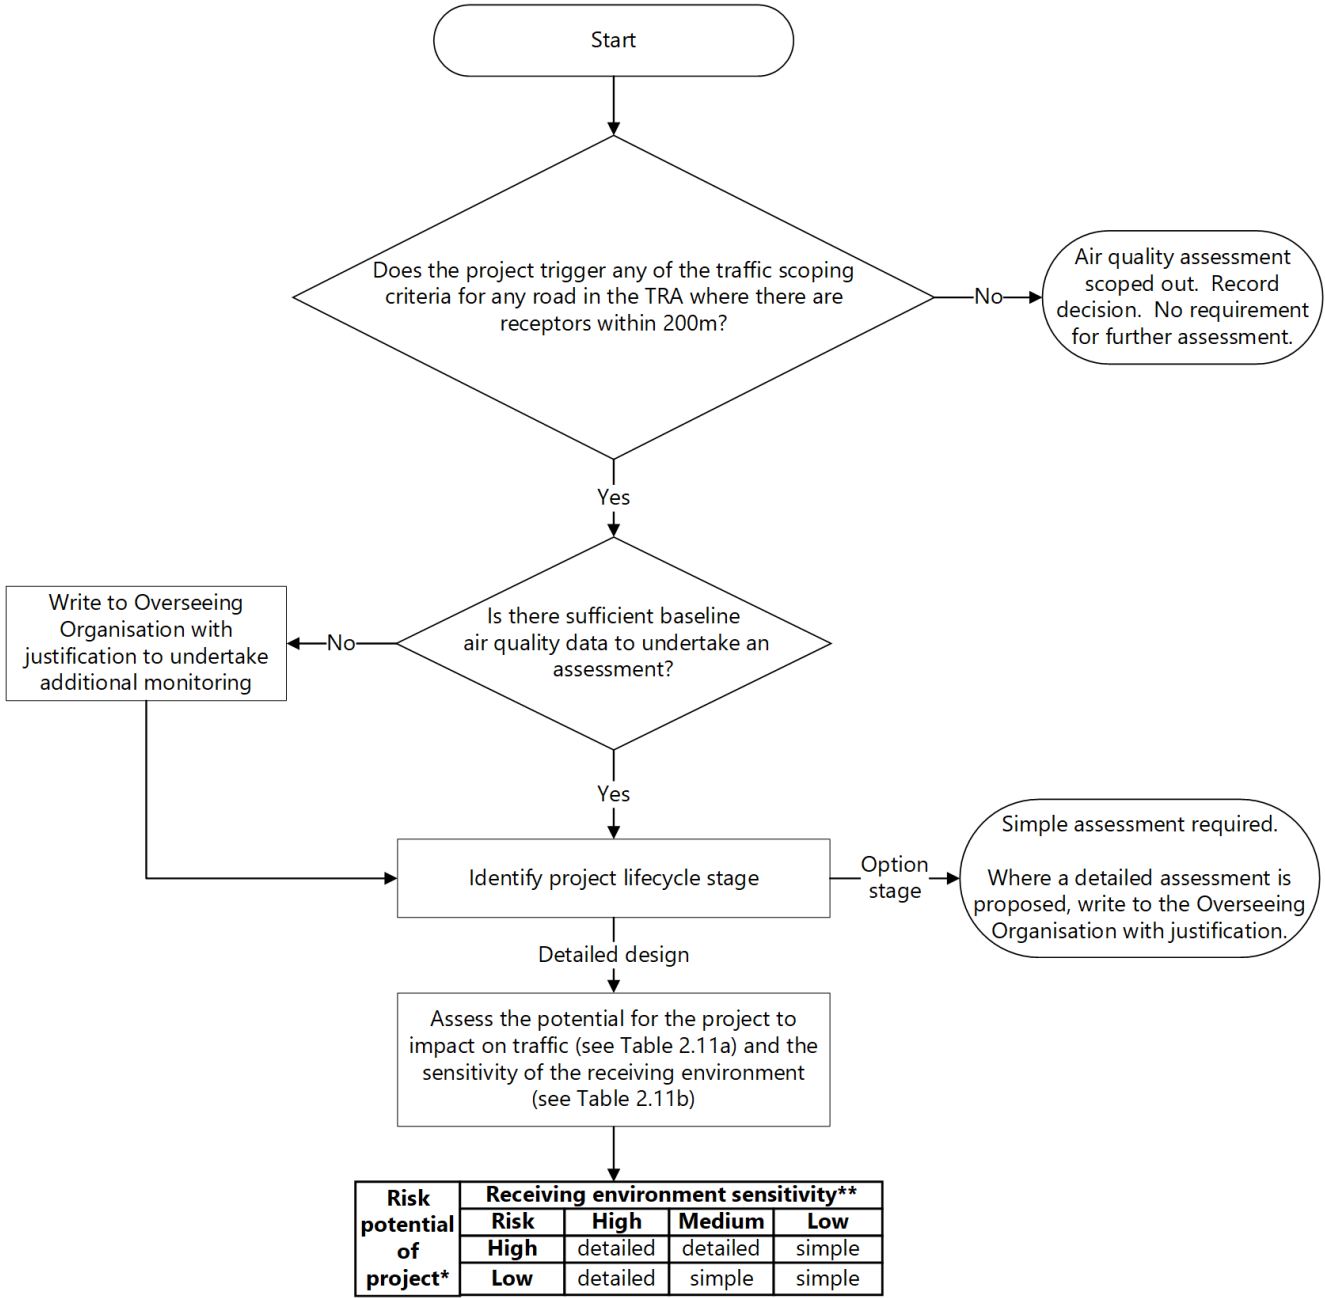 Start
Does the project trigger any of the traffic scoping
criteria for any road in the TRA where there are
receptors within 200m?
No
Air quality assessment
scoped out.  Record
decision.  No requirement
for further assessment.
Yes
Is there sufficient baseline
air quality data to undertake an
assessment?
No
Write to Overseeing
Organisation with
justification to undertake
additional monitoring
Yes
Identify project lifecycle stage
Option
stage
Simple assessment required.
Where a detailed assessment is
proposed, write to the Overseeing
Organisation with justification.
Detailed design
Assess the potential for the project to
impact on traffic (see Table 2.11a) and the
sensitivity of the receiving environment
(see Table 2.11b)
Risk
potential
of
project*
Receiving environment sensitivity**
Risk High Medium Low
High detailed detailed simple
Low detailed simple simple